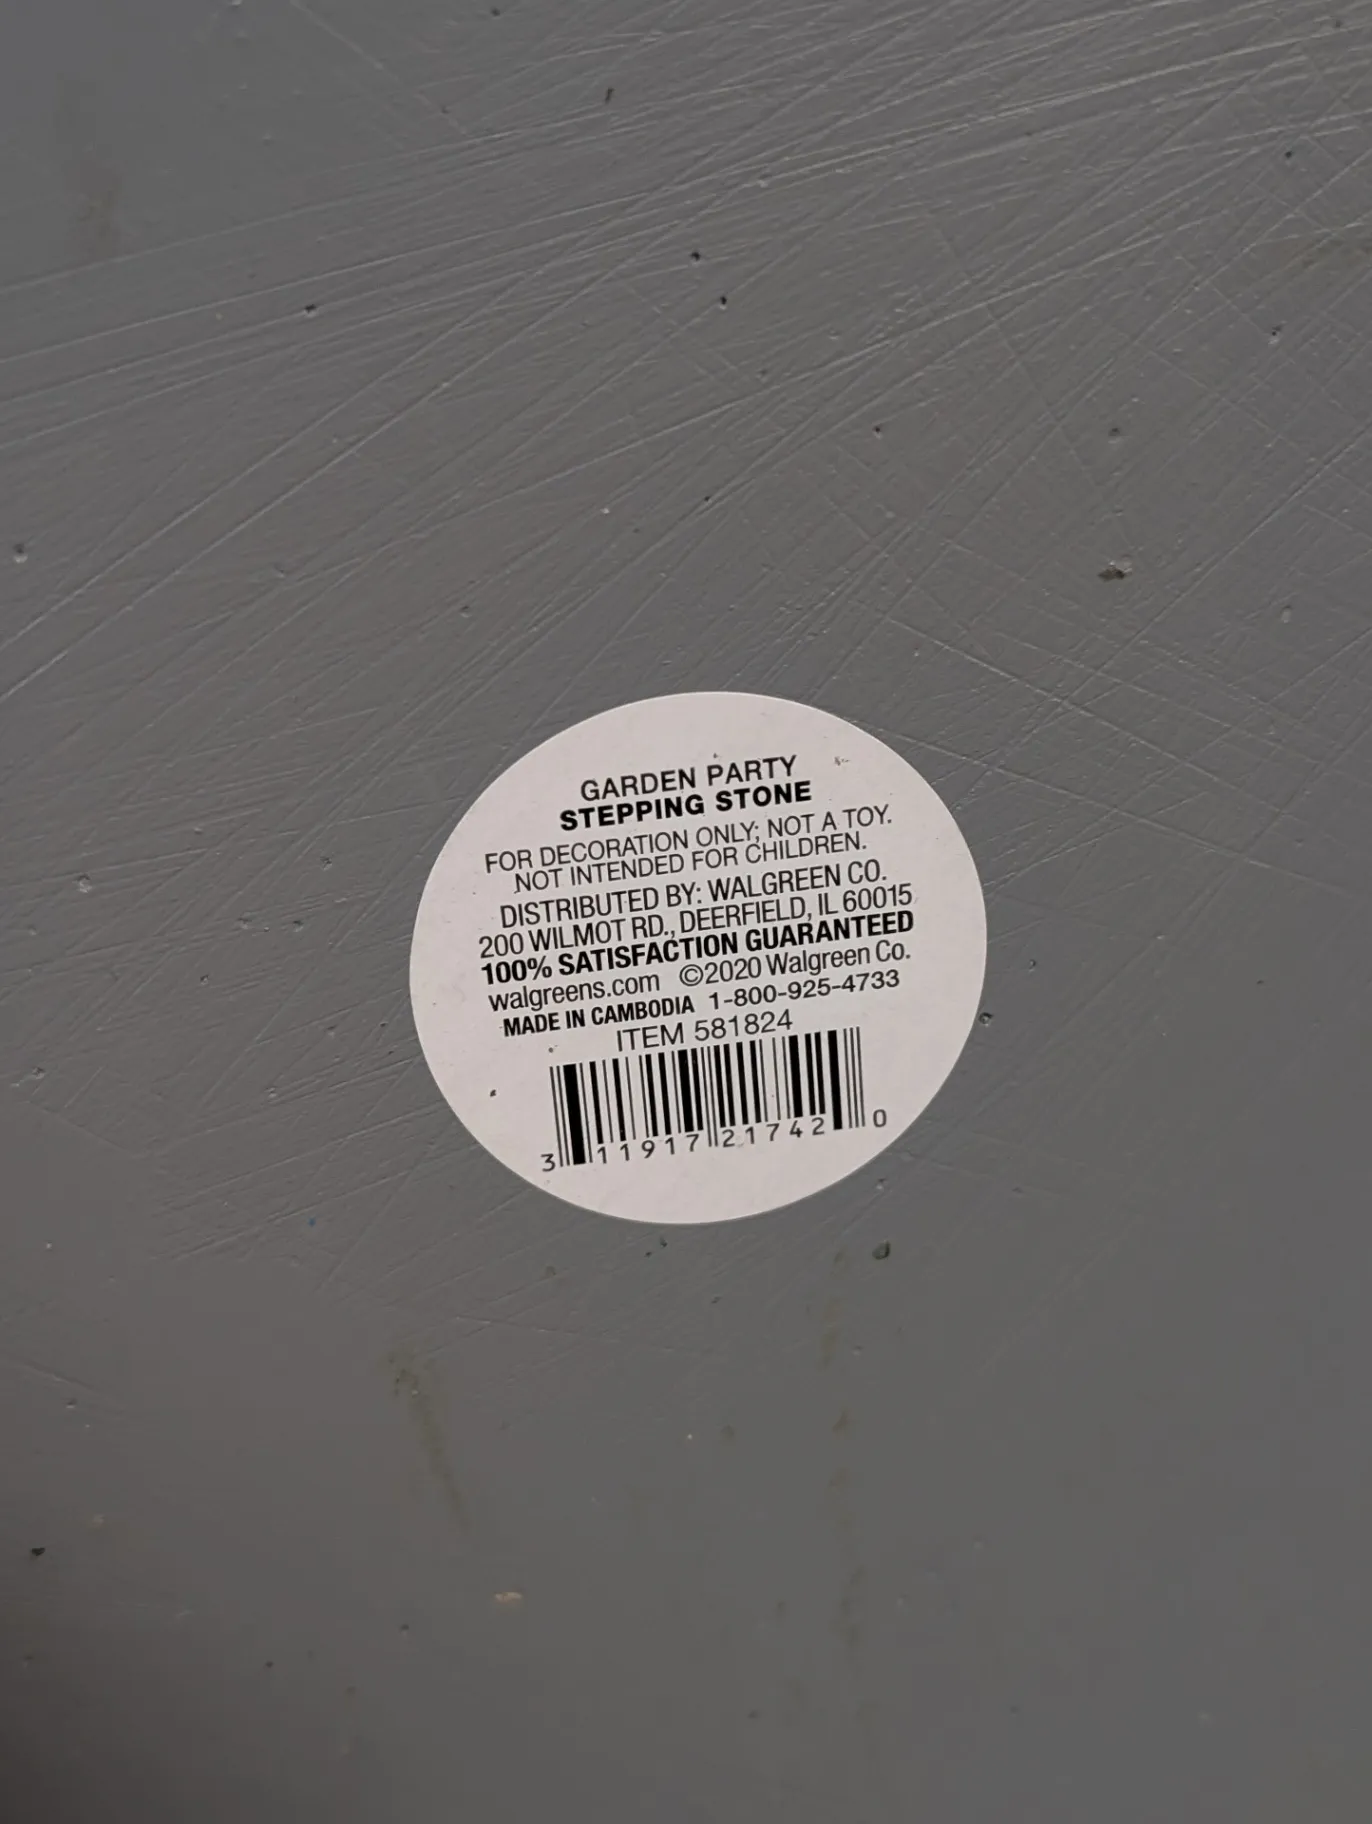 GARDEN PARTY
STEPPING STONE
FOR DECORATION ONLY; NOT A TOY.
NOT INTENDED FOR CHILDREN.
DISTRIBUTED BY: WALGREEN CO.
200 WILMOT RD., DEERFIELD, IL 60015
100% SATISFACTION GUARANTEED
walgreens.com ©2020 Walgreen Co.
MADE IN CAMBODIA 1-800-925-4733
ITEM 581824
3 11917 21742 0